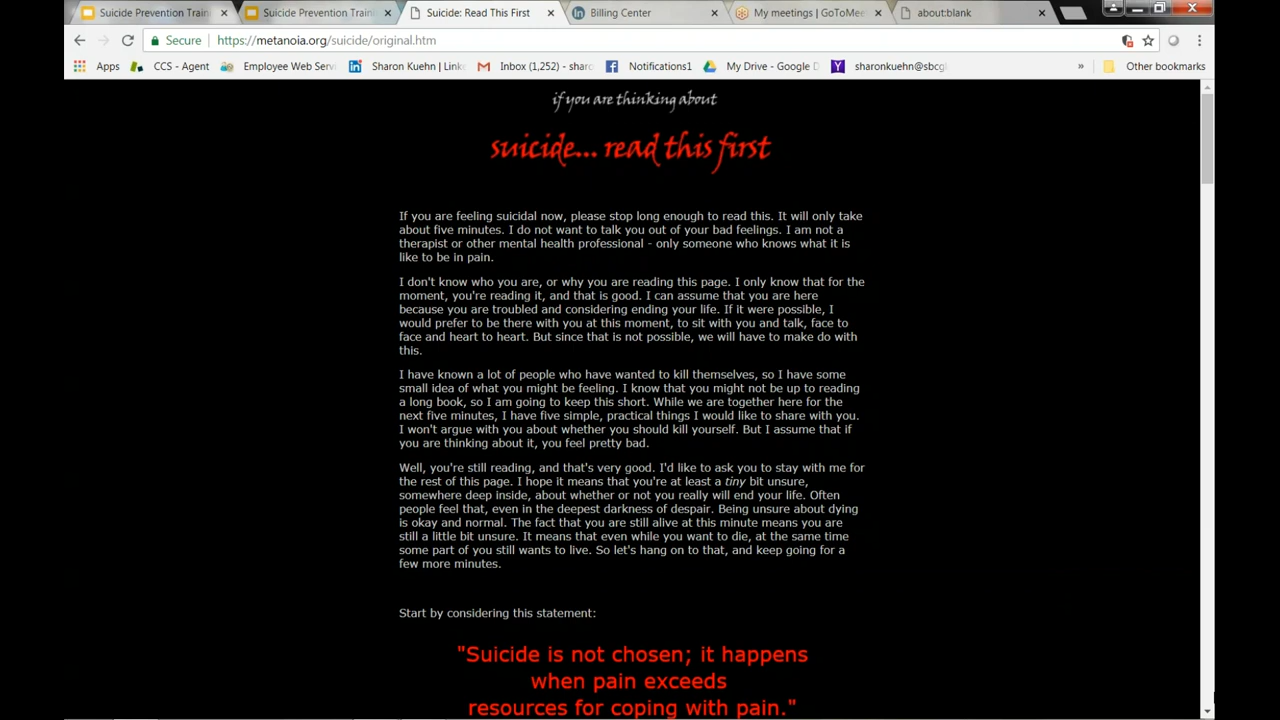 Suicide Prevention Traini
Suicide Prevention Traini
Suicide: Read This First
Billing Center
My meetings | GoToMee
about:blank
Secure
https://metanoia.org/suicide/original.htm
Apps
CCS - Agent
Employee Web Serv
Sharon Kuehn | Link
Inbox (1,252) - sharo
Notifications1
My Drive - Google D
sharonkuehn@sbcg
»
Other bookmarks
if you are thinking about
suicide... read this first
If you are feeling suicidal now, please stop long enough to read this. It will only take
about five minutes. I do not want to talk you out of your bad feelings. I am not a
therapist or other mental health professional - only someone who knows what it is
like to be in pain.
I don't know who you are, or why you are reading this page. I only know that for the
moment, you're reading it, and that is good. I can assume that you are here
because you are troubled and considering ending your life. If it were possible, I
would prefer to be there with you at this moment, to sit with you and talk, face to
face and heart to heart. But since that is not possible, we will have to make do with
this.
I have known a lot of people who have wanted to kill themselves, so I have some
small idea of what you might be feeling. I know that you might not be up to reading
a long book, so I am going to keep this short. While we are together here for the
next five minutes, I have five simple, practical things I would like to share with you.
I won't argue with you about whether you should kill yourself. But I assume that if
you are thinking about it, you feel pretty bad.
Well, you're still reading, and that's very good. I'd like to ask you to stay with me for
the rest of this page. I hope it means that you're at least a tiny bit unsure,
somewhere deep inside, about whether or not you really will end your life. Often
people feel that, even in the deepest darkness of despair. Being unsure about dying
is okay and normal. The fact that you are still alive at this minute means you are
still a little bit unsure. It means that even while you want to die, at the same time
some part of you still wants to live. So let's hang on to that, and keep going for a
few more minutes.
Start by considering this statement:
"Suicide is not chosen; it happens
when pain exceeds
resources for coping with pain."